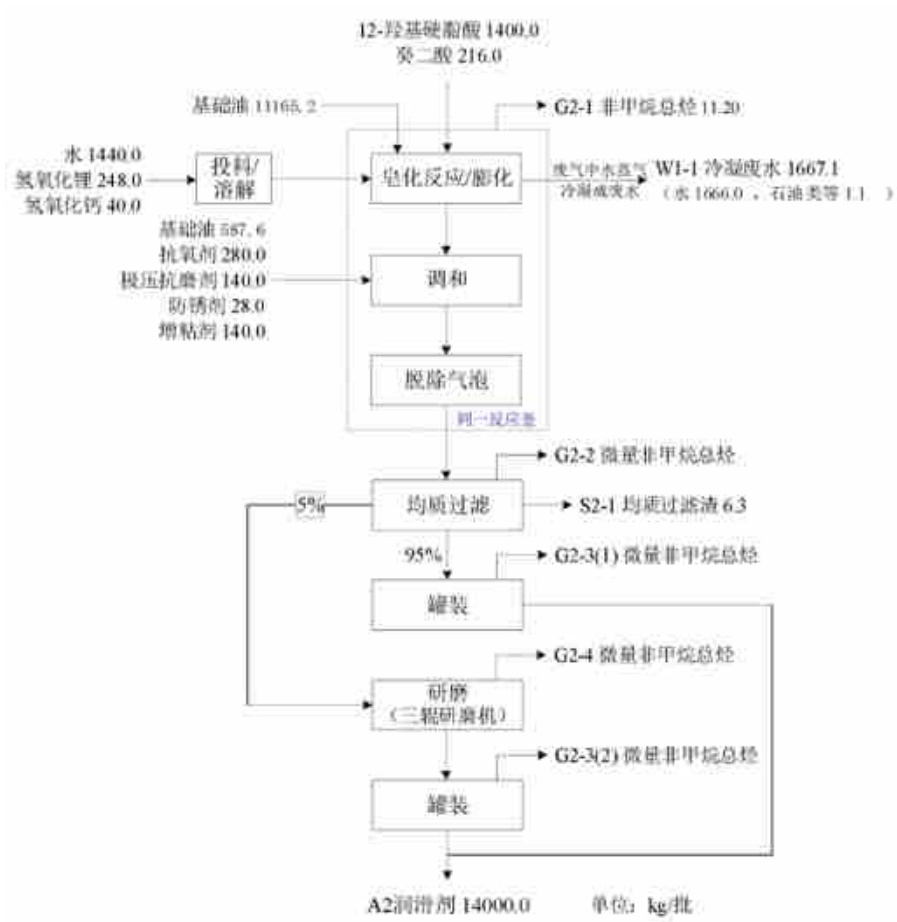 12-羟基硬脂酸 1400.0
癸二酸 216.0
基础油 11165.2
G2-1 非甲烷总烃 11.20
水 1440.0
氢氧化锂 248.0
氢氧化钙 40.0
投料/
溶解
皂化反应/膨化
废气中水蒸气
冷凝成废水
W1-1 冷凝废水 1667.1
（水 1666.0 ，石油类等 1.1 ）
基础油 587.6
抗氧剂 280.0
极压抗磨剂 140.0
防锈剂 28.0
增粘剂 140.0
调和
脱除气泡
同一反应釜
G2-2 微量非甲烷总烃
5%
均质过滤
S2-1 均质过滤渣 6.3
95%
G2-3(1) 微量非甲烷总烃
罐装
G2-4 微量非甲烷总烃
研磨
（三辊研磨机）
G2-3(2) 微量非甲烷总烃
罐装
A2润滑剂 14000.0
单位：kg/批